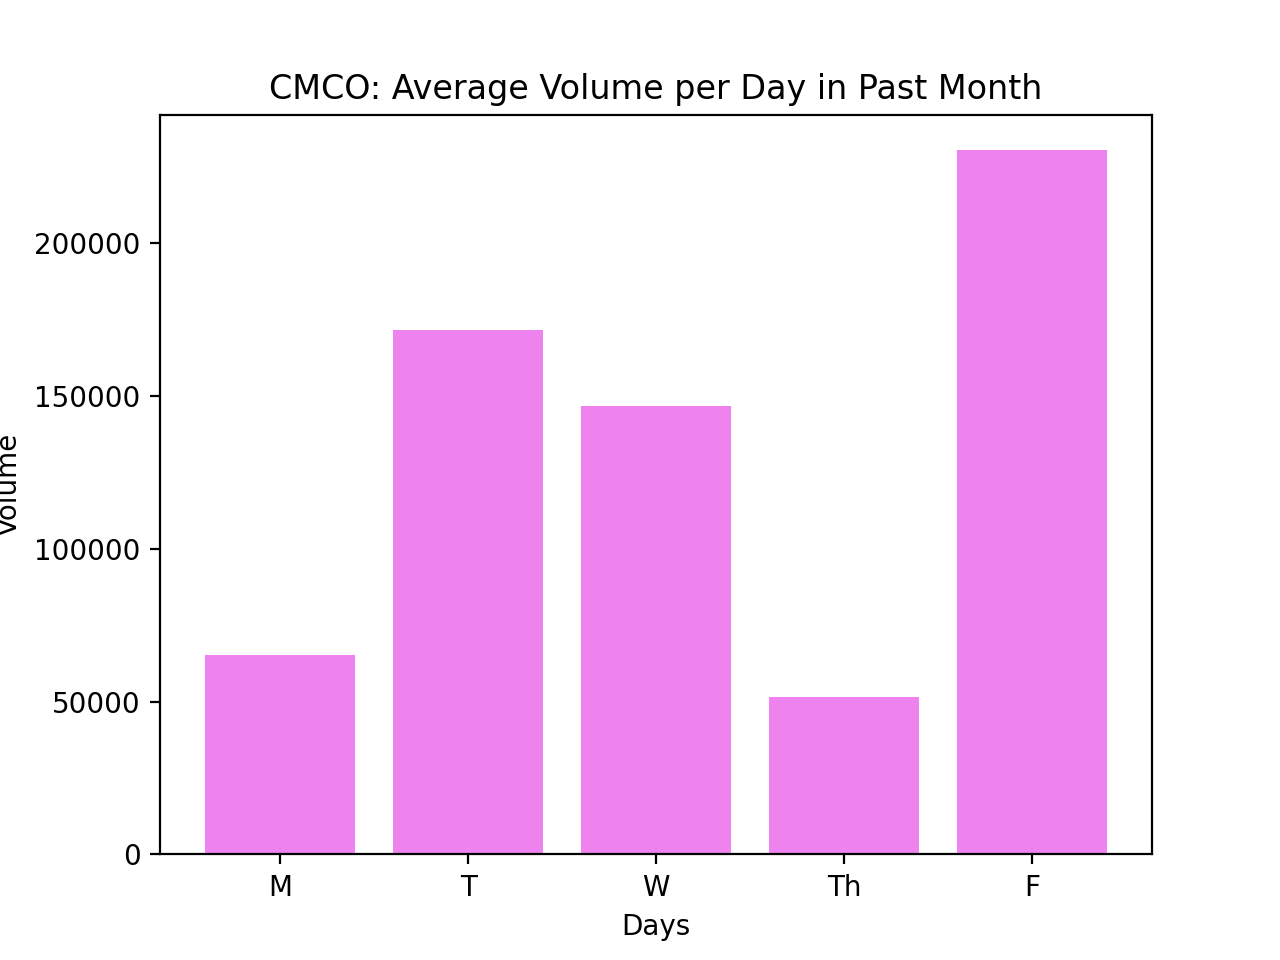 CMCO: Average Volume per Day in Past Month
200000
150000
100000
50000
0
Volume
M T W Th F
Days